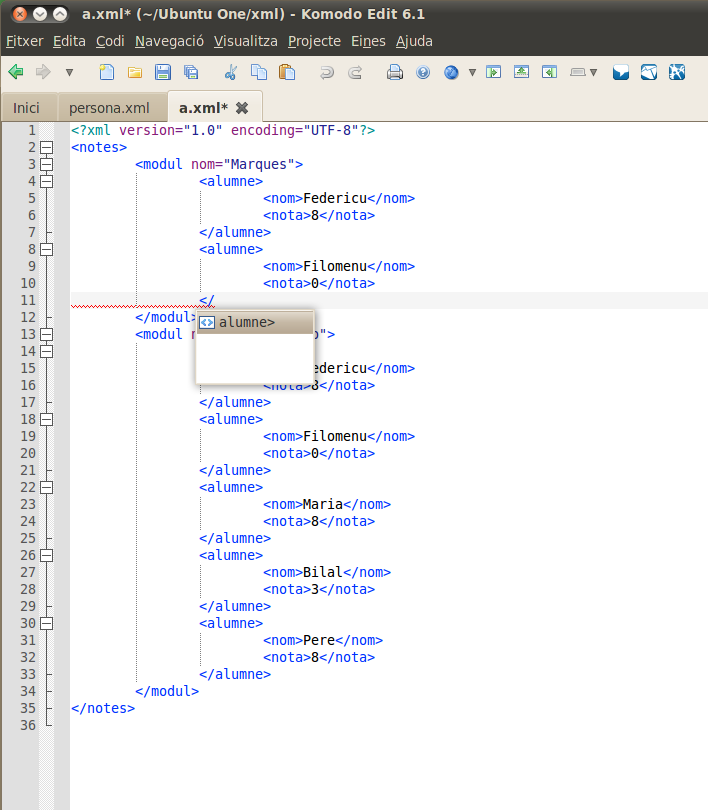 a.xml* (~/Ubuntu One/xml) - Komodo Edit 6.1
Fitxer Edita Codi Navegació Visualitza Projecte Eines Ajuda
Inici persona.xml a.xml*
1 <?xml version="1.0" encoding="UTF-8"?>
2 <notes>
3 <modul nom="Marques">
4 <alumne>
5 <nom>Federicu</nom>
6 <nota>8</nota>
7 </alumne>
8 <alumne>
9 <nom>Filomenu</nom>
10 <nota>0</nota>
11 </
12 </modul
alumne>
13 <modul
">
14
15 edericu</nom>
16 <nota>8</nota>
17 </alumne>
18 <alumne>
19 <nom>Filomenu</nom>
20 <nota>0</nota>
21 </alumne>
22 <alumne>
23 <nom>Maria</nom>
24 <nota>8</nota>
25 </alumne>
26 <alumne>
27 <nom>Bilal</nom>
28 <nota>3</nota>
29 </alumne>
30 <alumne>
31 <nom>Pere</nom>
32 <nota>8</nota>
33 </alumne>
34 </modul>
35 </notes>
36